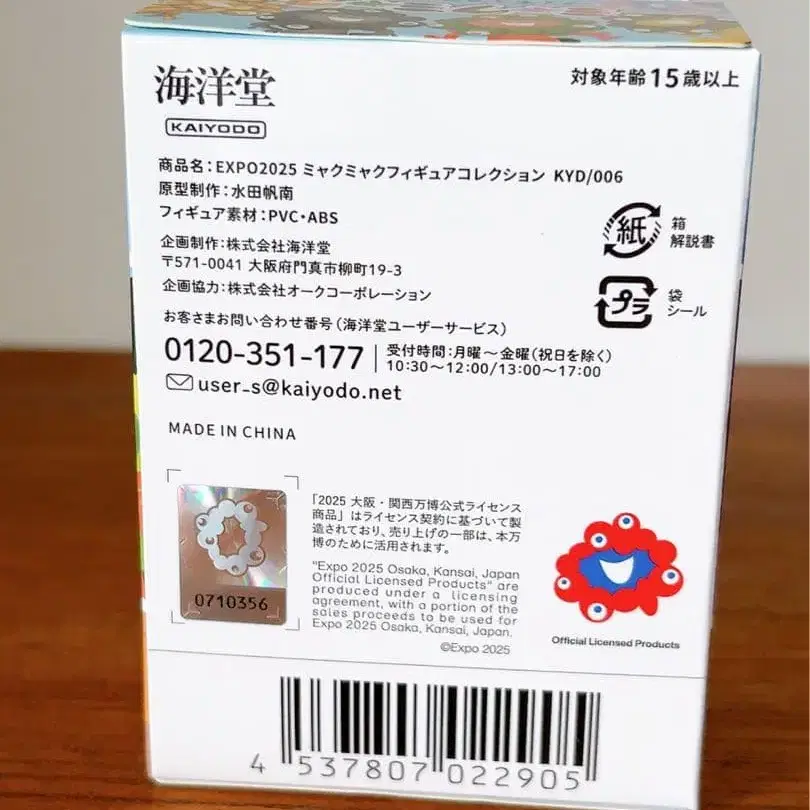 海洋堂
KAIYODO
対象年齢15歳以上
商品名:EXPO2025 ミャクミャクフィギュアコレクション KYD/006
原型制作:水田帆南
フィギュア素材:PVC・ABS
紙
箱
解説書
企画制作:株式会社海洋堂
〒571-0041 大阪府門真市柳町19-3
企画協力:株式会社オークコーポレーション
プラ
袋
シール
お客さまお問い合わせ番号(海洋堂ユーザーサービス)
0120-351-177
受付時間:月曜〜金曜(祝日を除く)
10:30〜12:00/13:00〜17:00
user_s@kaiyodo.net
MADE IN CHINA
0710356
「2025 大阪・関西万博公式ライセンス
商品」はライセンス契約に基づいて製
造されており、売り上げの一部は、本万
博のために活用されます。
"Expo 2025 Osaka, Kansai, Japan
Official Licensed Products" are
produced under a licensing
agreement, with a portion of the
sales proceeds to be used for
Expo 2025 Osaka, Kansai, Japan.
©Expo 2025
Official Licensed Products
4 537807 022905